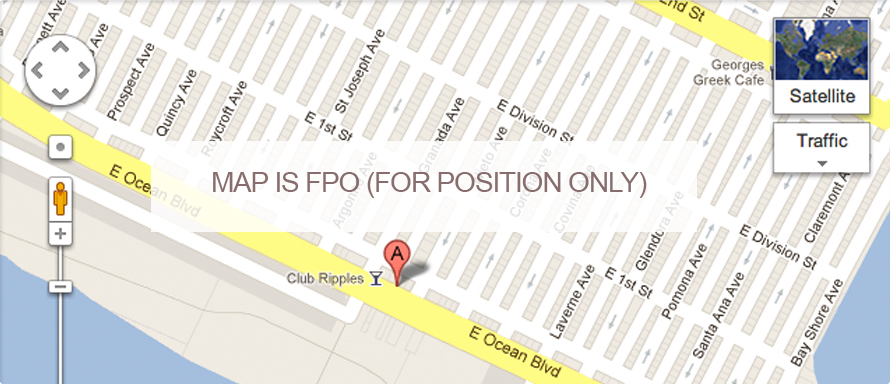 2nd St
Georges
Greek Cafe
Satellite
Traffic
Prospect Ave
Quincy Ave
Roycroft Ave
St Joseph Ave
E 1st St
Granada Ave
E Division St
MAP IS FPO (FOR POSITION ONLY)
E Ocean Blvd
Glendora Ave
Claremont Ave
E Division St
A
Club Ripples
E 1st St
Laverne Ave
Pomona Ave
Santa Ana Ave
Bay Shore Ave
E Ocean Blvd